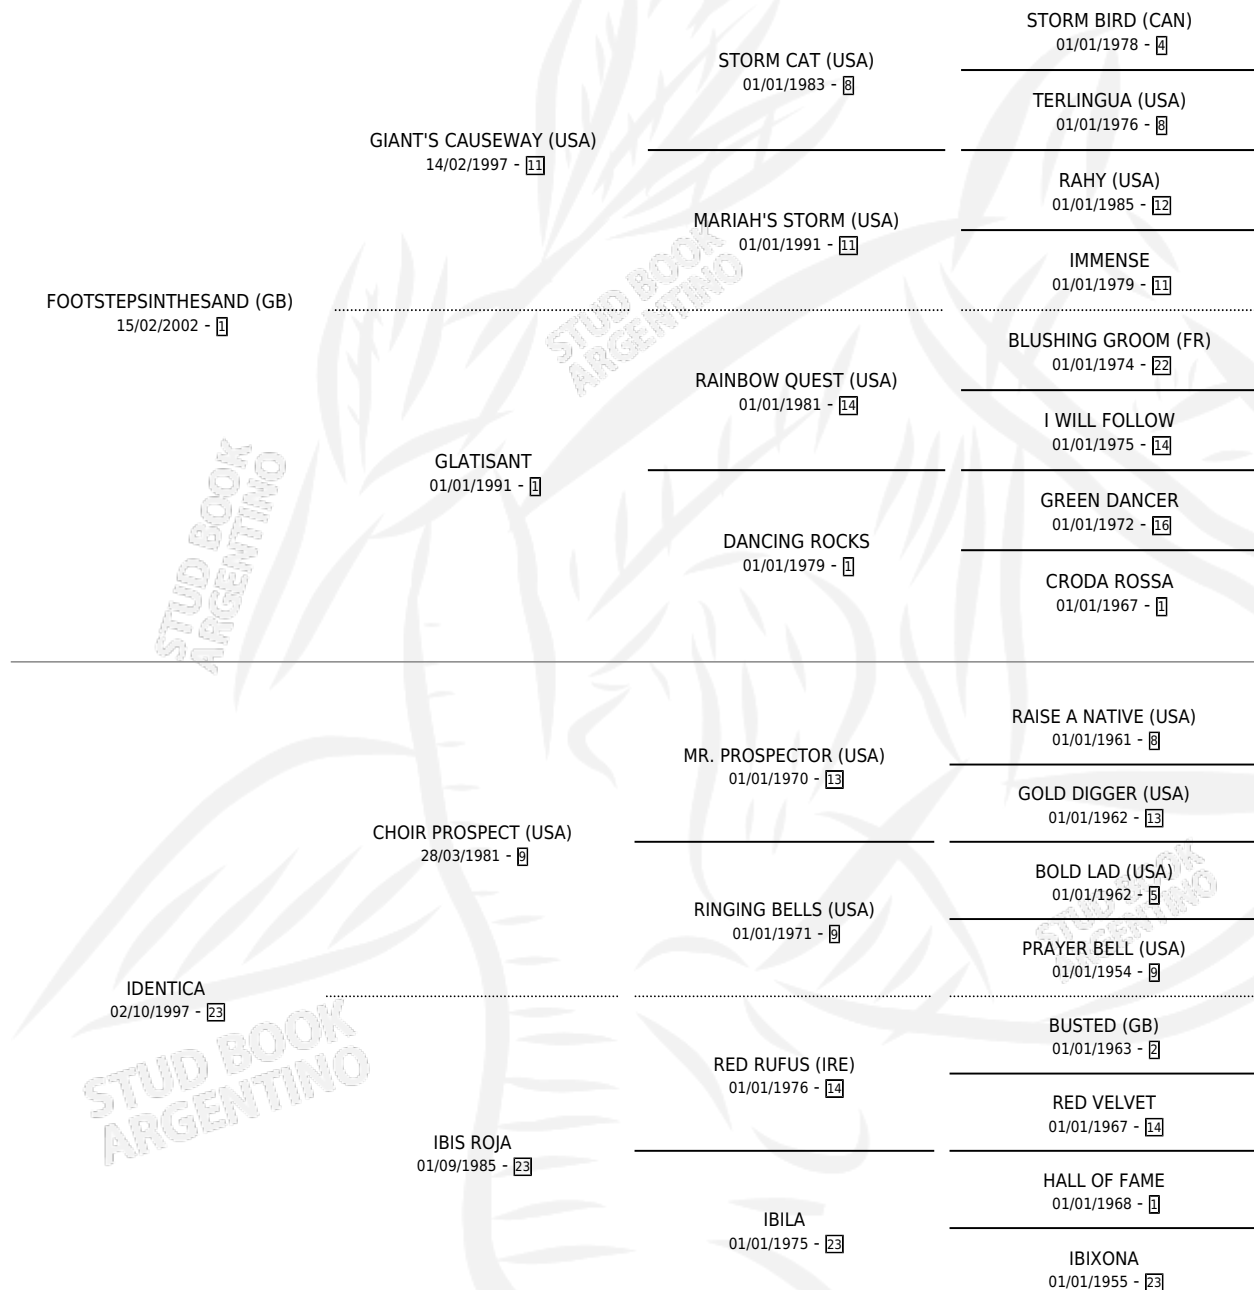 STORM BIRD (CAN)
01/01/1978 - 4
STORM CAT (USA)
01/01/1983 - 8
TERLINGUA (USA)
01/01/1976 - 8
GIANT'S CAUSEWAY (USA)
14/02/1997 - 11
RAHY (USA)
01/01/1985 - 12
MARIAH'S STORM (USA)
01/01/1991 - 11
IMMENSE
01/01/1979 - 11
FOOTSTEPSINTHESAND (GB)
15/02/2002 - 1
STUD BOOK
ARGENTINO
BLUSHING GROOM (FR)
01/01/1974 - 22
RAINBOW QUEST (USA)
01/01/1981 - 14
I WILL FOLLOW
01/01/1975 - 14
GLATISANT
01/01/1991 - 1
GREEN DANCER
01/01/1972 - 16
DANCING ROCKS
01/01/1979 - 1
CRODA ROSSA
01/01/1967 - 1
STUD BOOK
ARGENTINO
RAISE A NATIVE (USA)
01/01/1961 - 8
MR. PROSPECTOR (USA)
01/01/1970 - 13
GOLD DIGGER (USA)
01/01/1962 - 13
CHOIR PROSPECT (USA)
28/03/1981 - 9
BOLD LAD (USA)
01/01/1962 - 5
RINGING BELLS (USA)
01/01/1971 - 9
STUD BOOK
ARGENTINO
PRAYER BELL (USA)
01/01/1954 - 9
IDENTICA
02/10/1997 - 23
STUD BOOK
ARGENTINO
BUSTED (GB)
01/01/1963 - 2
RED RUFUS (IRE)
01/01/1976 - 14
RED VELVET
01/01/1967 - 14
IBIS ROJA
01/09/1985 - 23
HALL OF FAME
01/01/1968 - 1
IBILA
01/01/1975 - 23
IBIXONA
01/01/1955 - 23